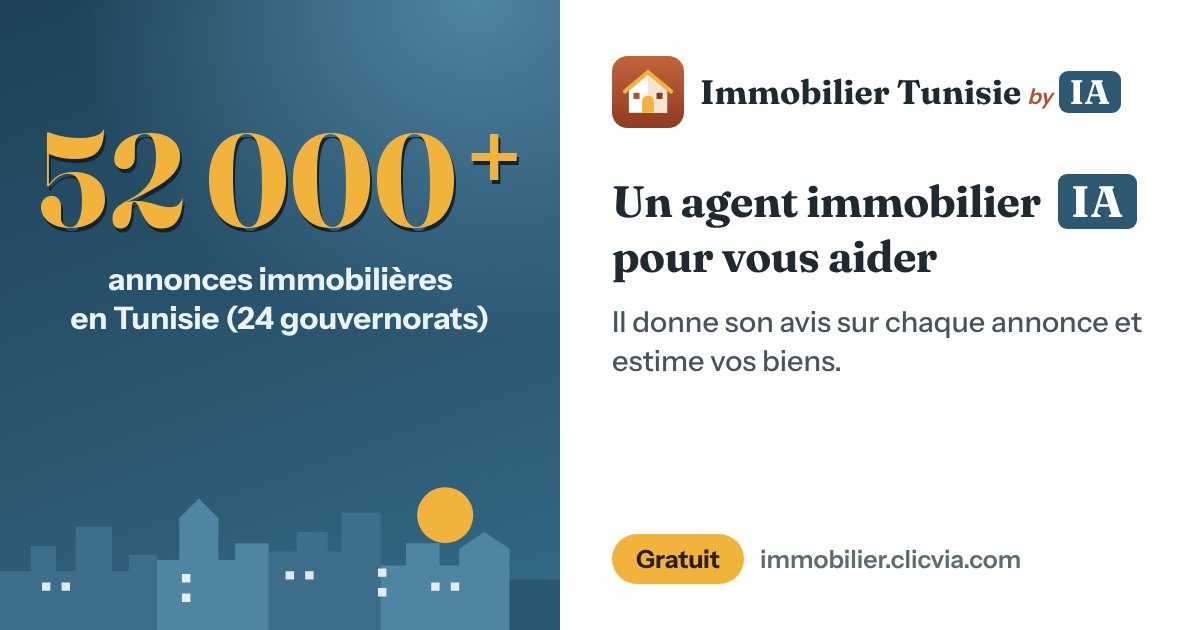 52 000+
annonces immobilières
en Tunisie (24 gouvernorats)
Immobilier Tunisie by IA
Un agent immobilier IA
pour vous aider
Il donne son avis sur chaque annonce et
estime vos biens.
Gratuit immobilier.clicvia.com